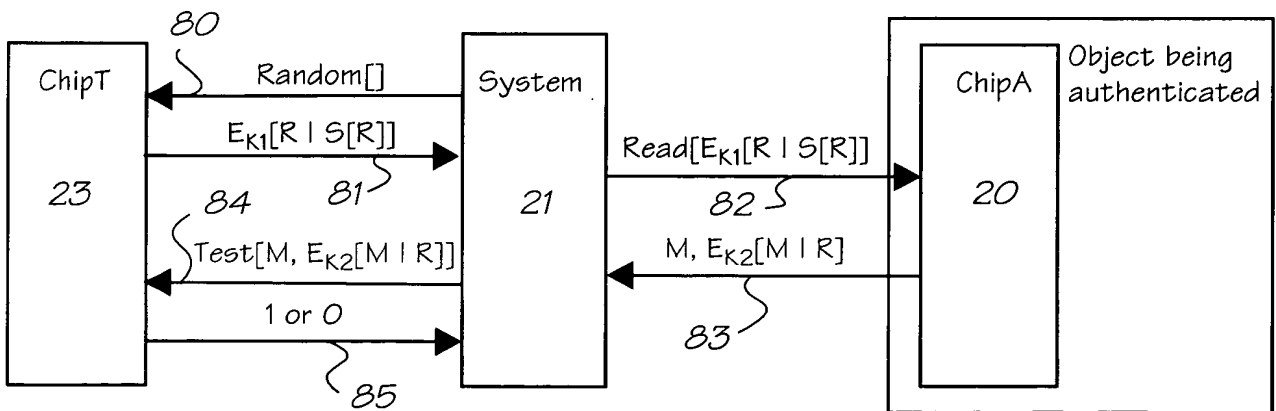 80
ChipT
Random[]
System
ChipA
Object being
authenticated
E_K1[R | S[R]]
Read[E_K1[R | S[R]]
23
81
21
82
20
84
Test[M, E_K2[M | R]]
M, E_K2[M | R]
1 or 0
83
85